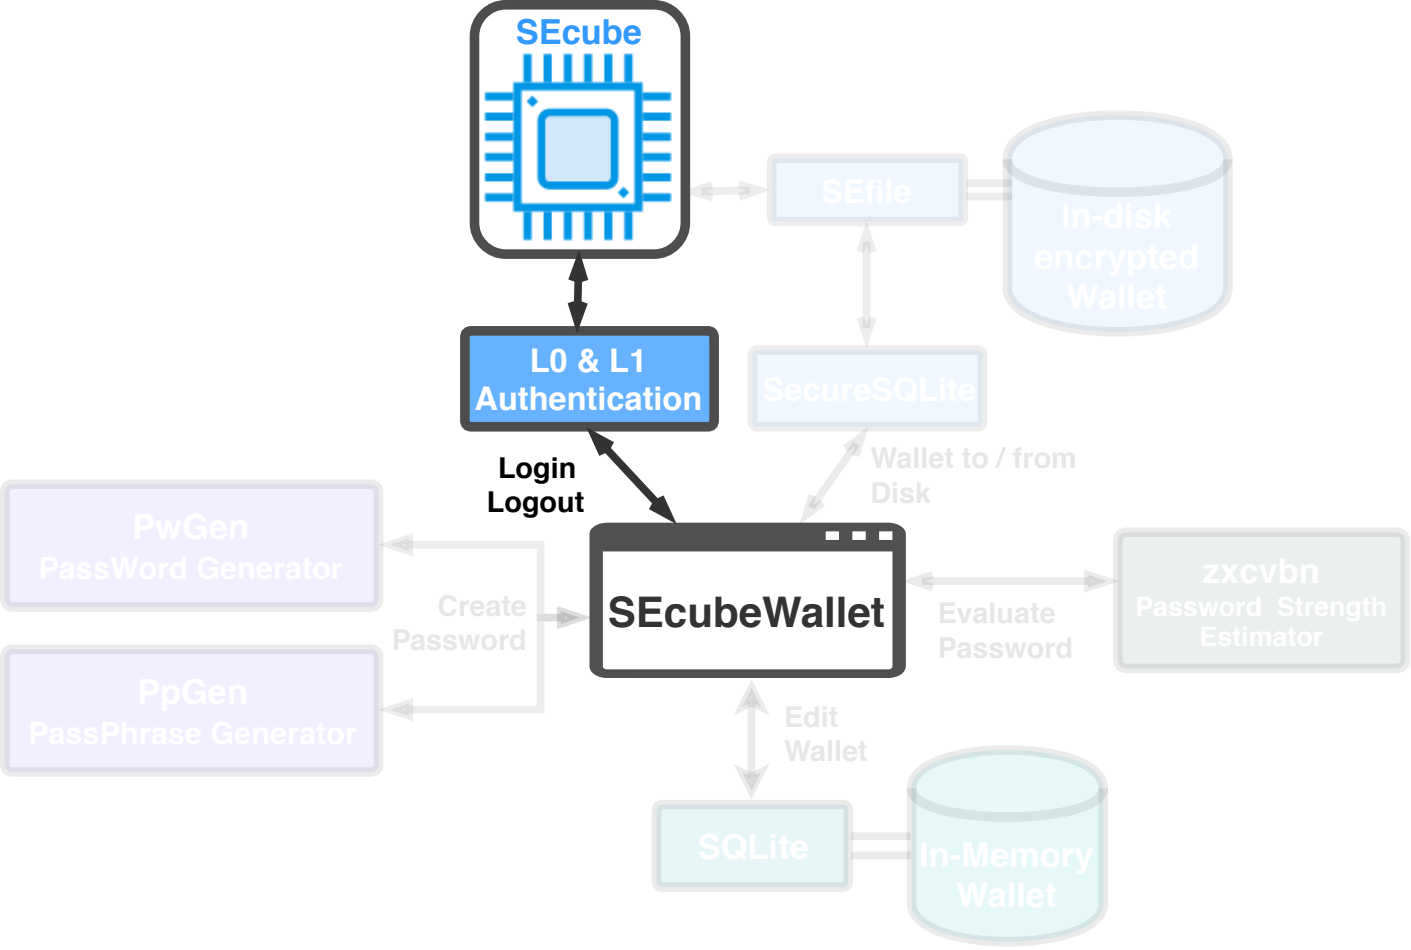 SEcube
SEfile
In-disk
encrypted
Wallet
L0 & L1
Authentication
SecureSQLite
Wallet to / from
Disk
Login
Logout
PwGen
PassWord Generator
Create
Password
SEcubeWallet
Evaluate
Password
zxcvbn
Password Strength
Estimator
PpGen
PassPhrase Generator
Edit
Wallet
SQLite
In-Memory
Wallet